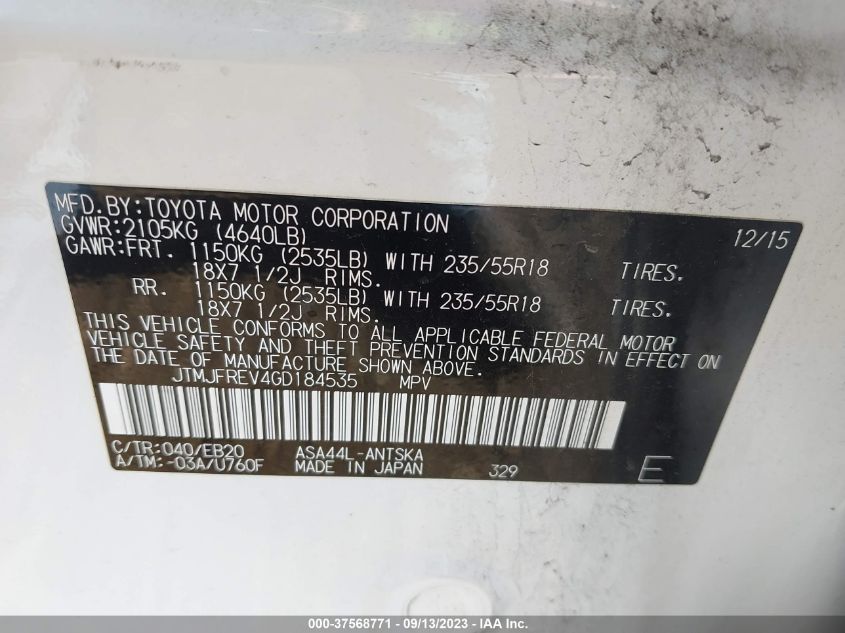 MFD.BY:TOYOTA MOTOR CORPORATION 12/15
GVWR:2105KG (4640LB)
GAWR:FRT. 1150KG (2535LB) WITH 235/55R18 TIRES.
18X7 1/2J RIMS.
RR. 1150KG (2535LB) WITH 235/55R18 TIRES.
18X7 1/2J RIMS.
THIS VEHICLE CONFORMS TO ALL APPLICABLE FEDERAL MOTOR
VEHICLE SAFETY AND THEFT PREVENTION STANDARDS IN EFFECT ON
THE DATE OF MANUFACTURE SHOWN ABOVE.
JTMJFREV4GD184535 MPV
C/TR:040/EB20 ASA44L-ANTSKA
A/TM:-03A/U760F MADE IN JAPAN 329 E
000-37568771 - 09/13/2023 - IAA Inc.